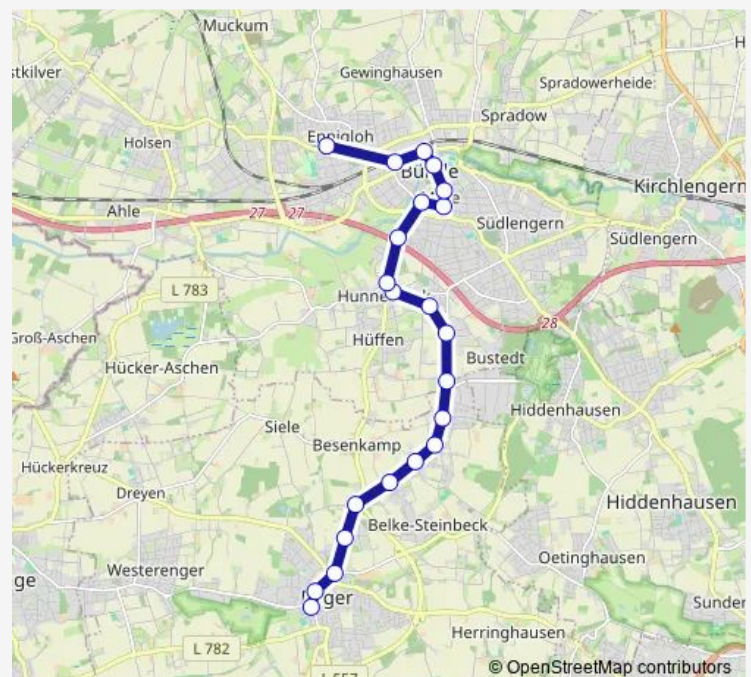 Muckum
stkilver
Gewinghausen
H
Spradowerheide
Spradow
Ennigloh
Holsen
Kirchlengern
Ahle
27
27
Südlengern
Südlengern
L 783
28
Hüffen
Groß-Aschen
Hücker-Aschen
Bustedt
Hiddenhausen
Siele
Besenkamp
Hückerkreuz
Dreyen
Hiddenhausen
Belke-Steinbeck
Oetinghausen
Westerenger
ge
Sunder
Herringhausen
L 782
© OpenStreetMap contributors